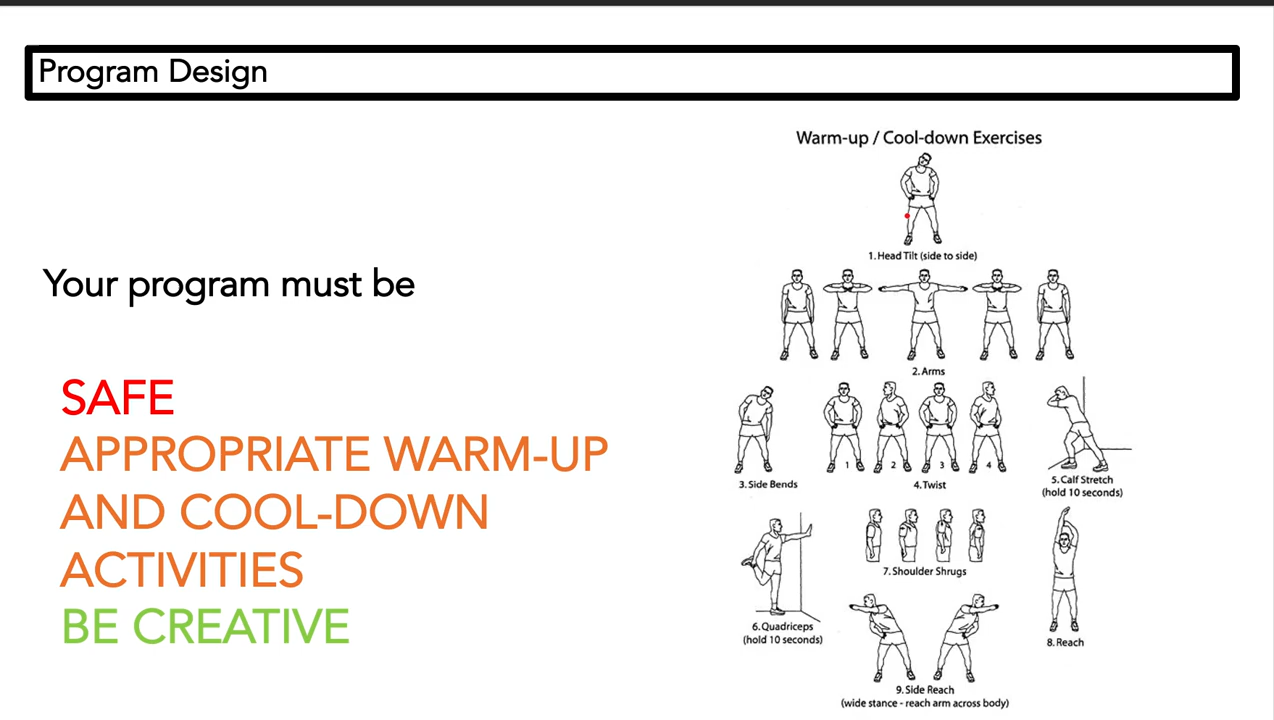 Program Design
Your program must be
SAFE
APPROPRIATE WARM-UP
AND COOL-DOWN
ACTIVITIES
BE CREATIVE
Warm-up / Cool-down Exercises
1. Head Tilt (side to side)
2. Arms
1 2 3 4
3. Side Bends
4. Twist
5. Calf Stretch
(hold 10 seconds)
6. Quadriceps
(hold 10 seconds)
7. Shoulder Shrugs
8. Reach
9. Side Reach
(wide stance - reach arm across body)